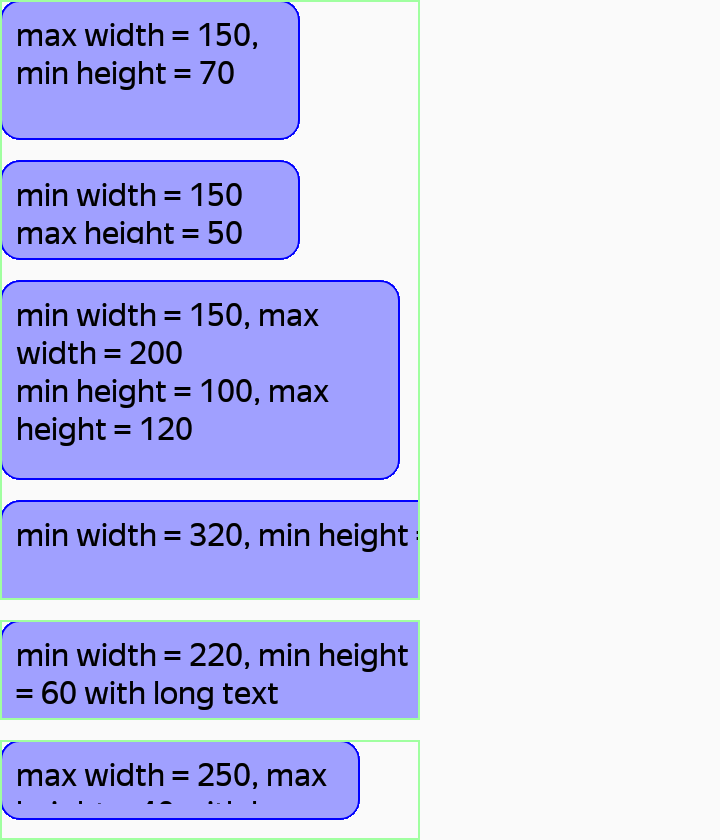 max width = 150,
min height = 70
min width = 150
max height = 50
min width = 150, max
width = 200
min height = 100, max
height = 120
min width = 320, min height
min width = 220, min height
= 60 with long text
max width = 250, max